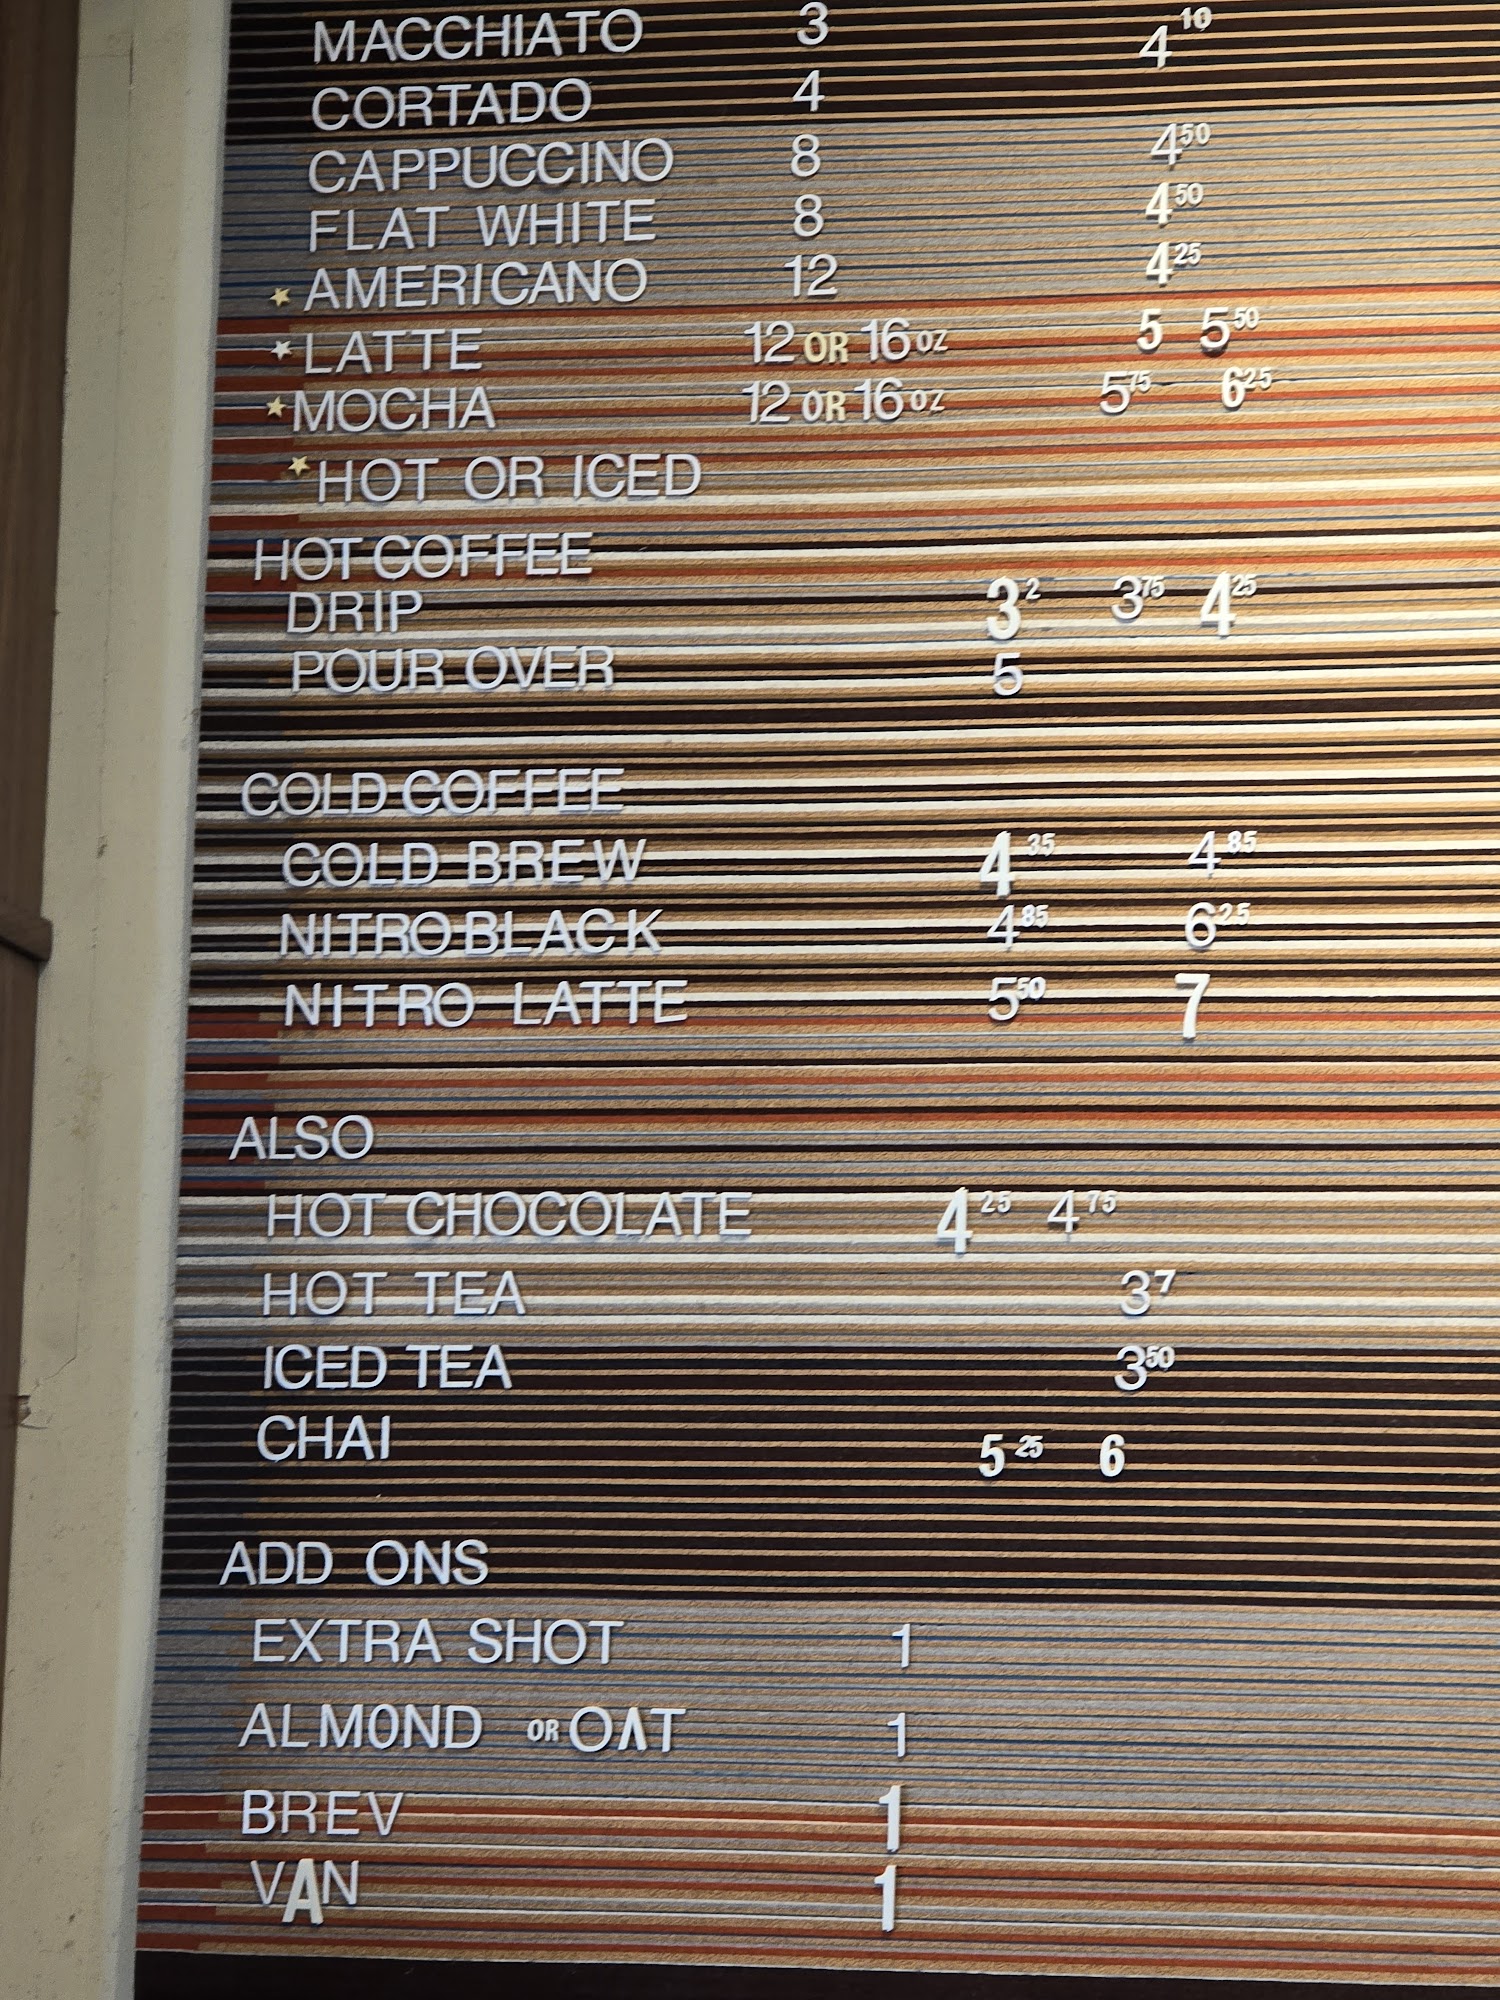 MACCHIATO 3 4 10
CORTADO 4
CAPPUCCINO 8 4 50
FLAT WHITE 8 4 50
★ AMERICANO 12 4 25
★ LATTE 12 OR 16 OZ 5 5 50
★ MOCHA 12 OR 16 OZ 5 75 6 25
★ HOT OR ICED
HOT COFFEE
DRIP 3 2 3 75 4 25
POUR OVER 5
COLD COFFEE
COLD BREW 4 35 4 85
NITRO BLACK 4 85 6 25
NITRO LATTE 5 50 7
ALSO
HOT CHOCOLATE 4 25 4 75
HOT TEA 3 7
ICED TEA 3 50
CHAI 5 25 6
ADD ONS
EXTRA SHOT 1
ALMOND OR OAT 1
BREV 1
VAN 1